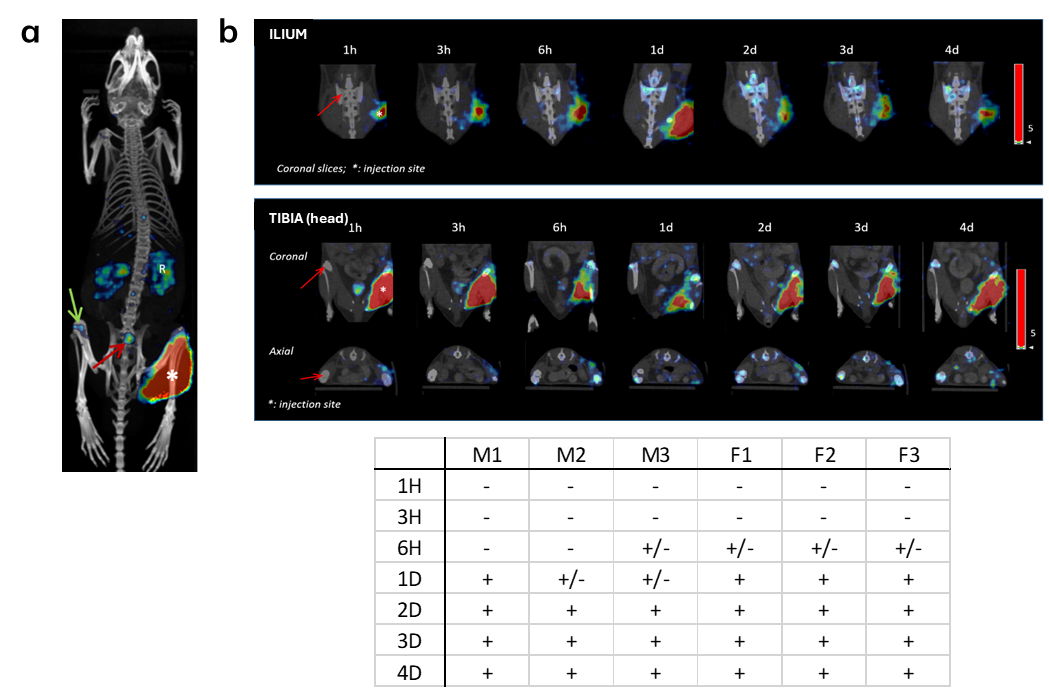 a
b
R
*
ILIUM
1h 3h 6h 1d 2d 3d 4d
*
5
Coronal slices; *: injection site
TIBIA (head)
1h 3h 6h 1d 2d 3d 4d
Coronal
*
5
Axial
*: injection site
M1 M2 M3 F1 F2 F3
1H - - - - - -
3H - - - - - -
6H - - +/- +/- +/- +/-
1D + +/- +/- + + +
2D + + + + + +
3D + + + + + +
4D + + + + + +